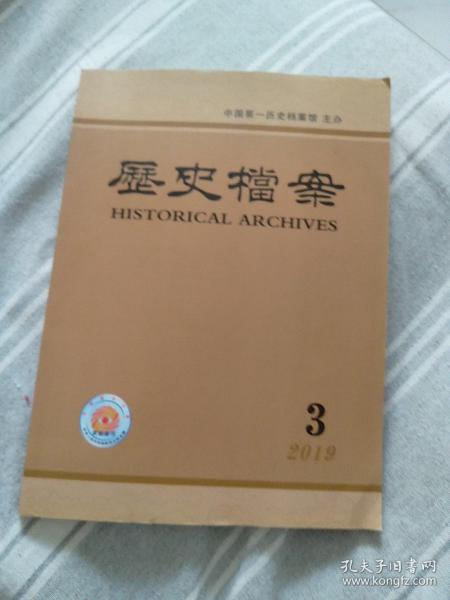 中国第一历史档案馆 主办
歷史檔案
HISTORICAL ARCHIVES
3
2019
孔夫子旧书网
www.kongfz.com